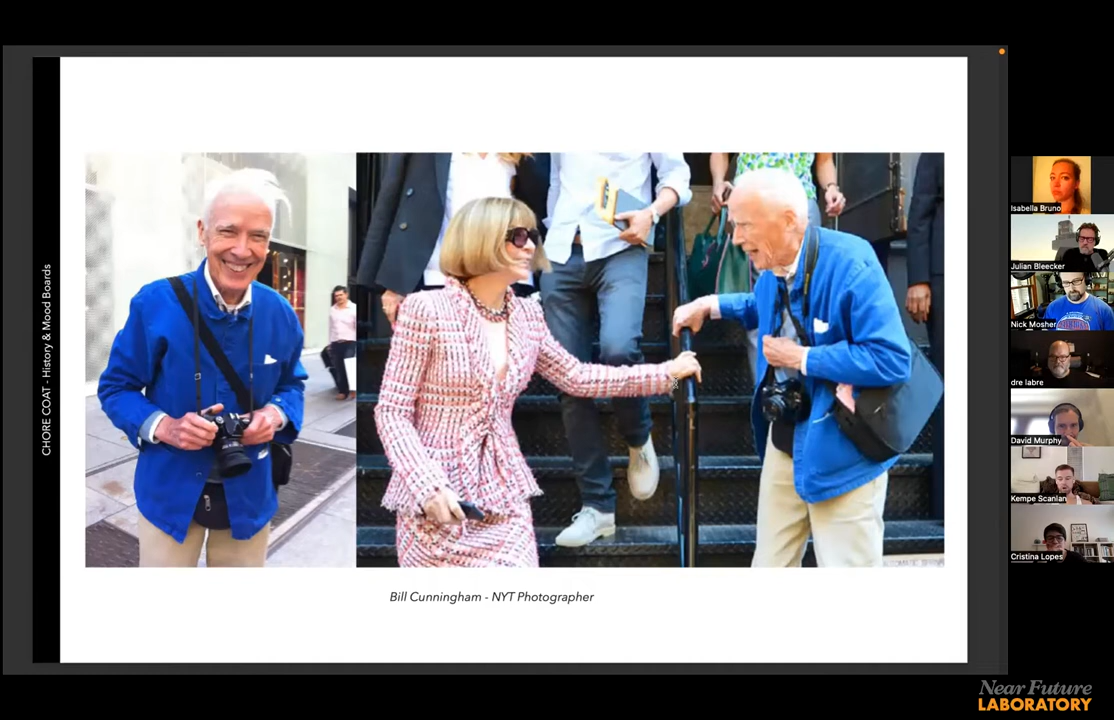 CHORE COAT - History & Mood Boards
Bill Cunningham - NYT Photographer
Isabella Bruno
Julian Bleecker
Nick Mosher
dre labre
David Murphy
Kempe Scanlan
Cristina Lopes
Near Future
LABORATORY